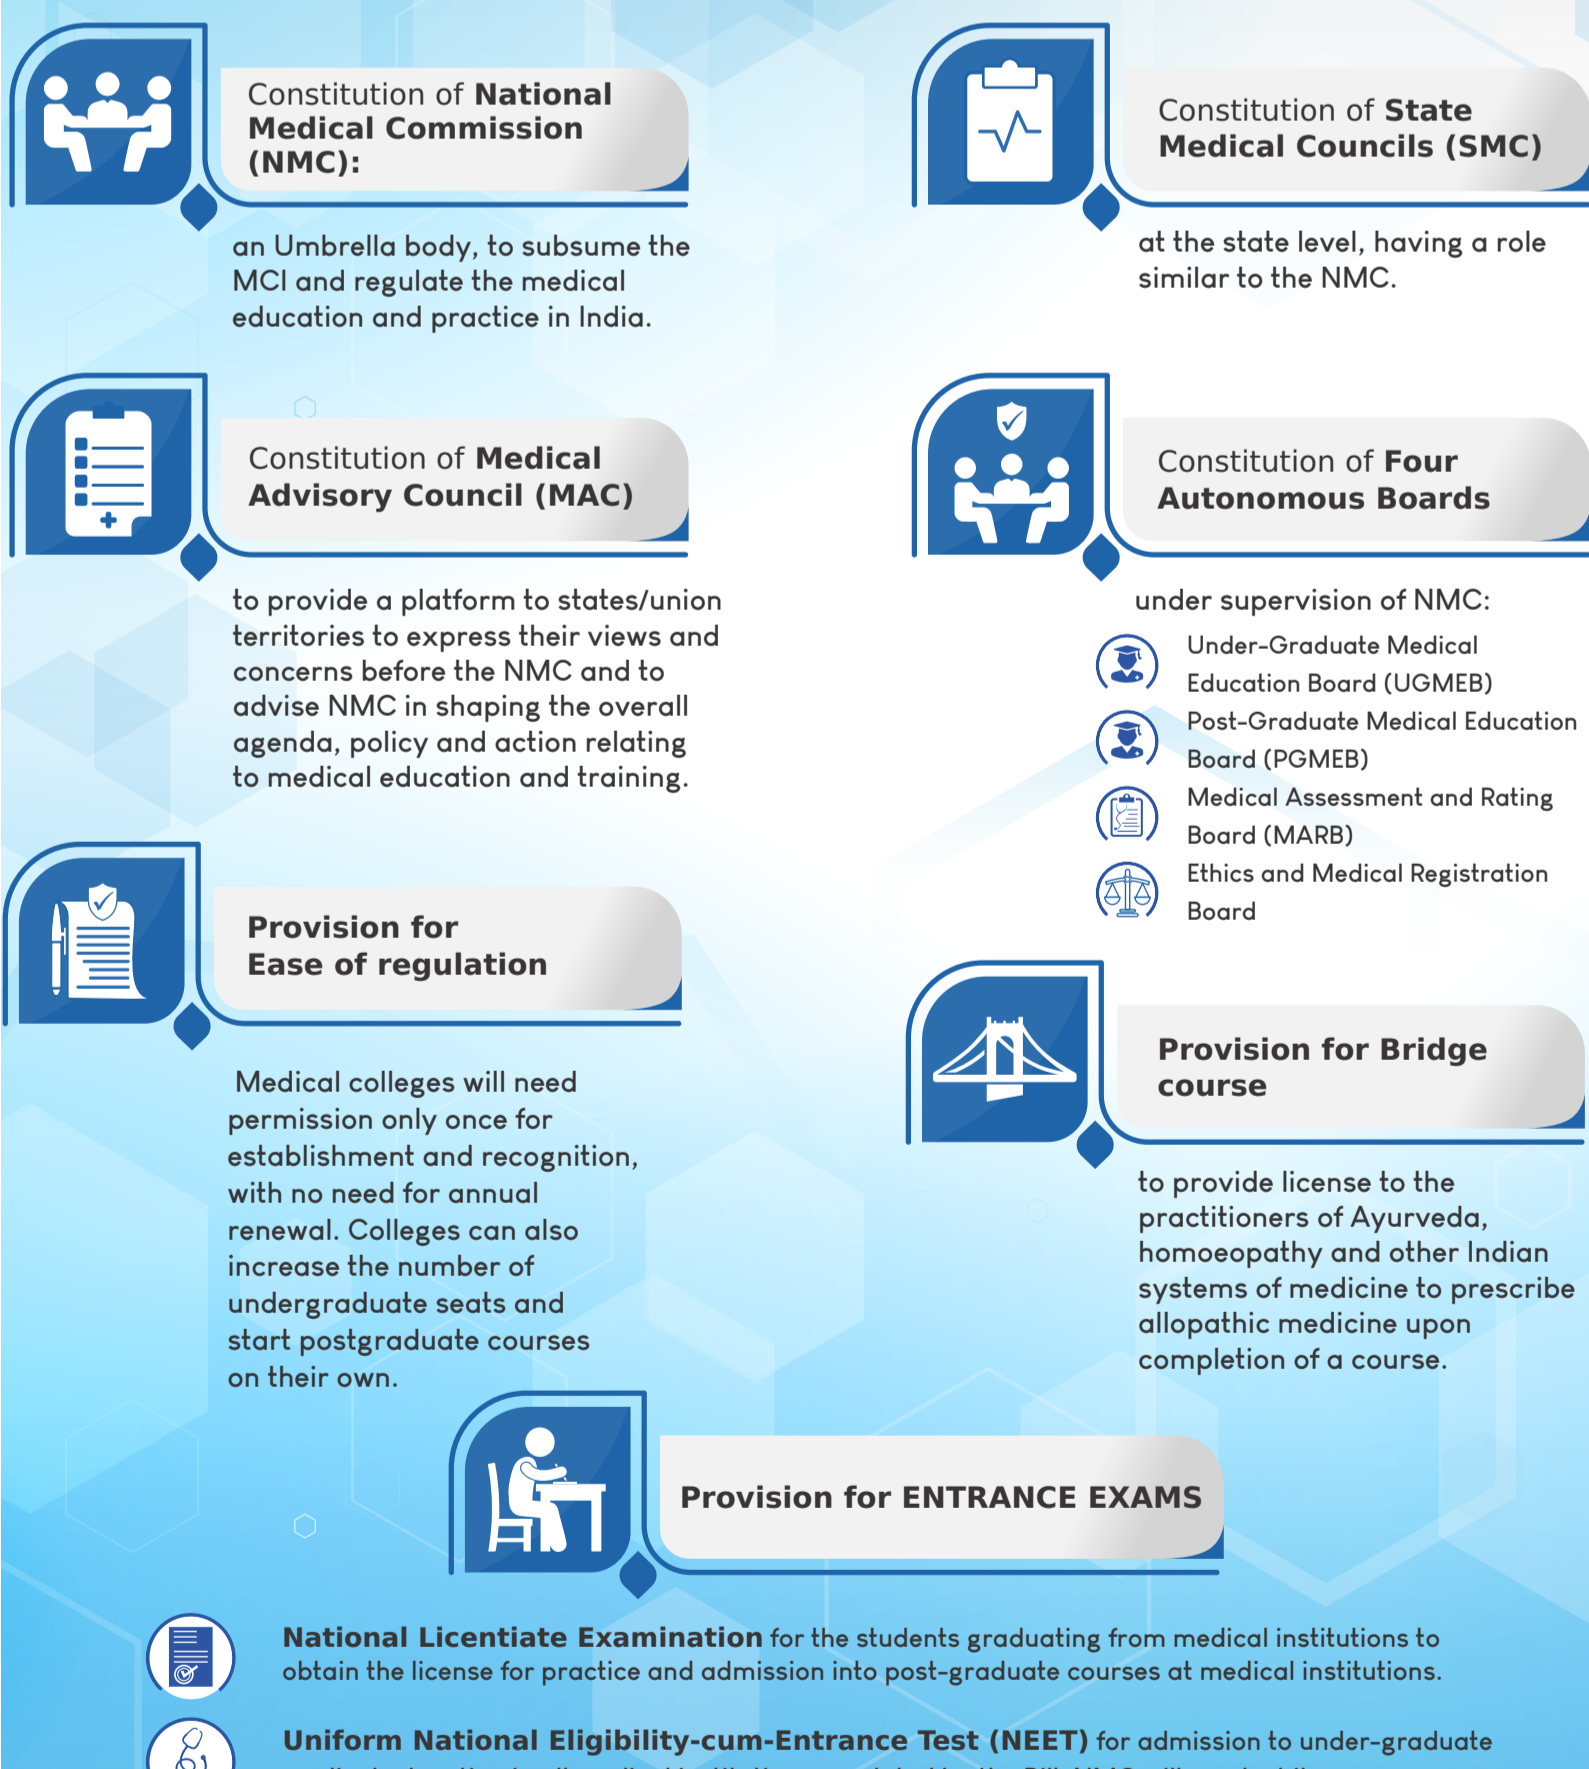 Constitution of National
Medical Commission
(NMC):
an Umbrella body, to subsume the
MCI and regulate the medical
education and practice in India.
Constitution of State
Medical Councils (SMC)
at the state level, having a role
similar to the NMC.
Constitution of Medical
Advisory Council (MAC)
to provide a platform to states/union
territories to express their views and
concerns before the NMC and to
advise NMC in shaping the overall
agenda, policy and action relating
to medical education and training.
Constitution of Four
Autonomous Boards
under supervision of NMC:
Under-Graduate Medical
Education Board (UGMEB)
Post-Graduate Medical Education
Board (PGMEB)
Medical Assessment and Rating
Board (MARB)
Ethics and Medical Registration
Board
Provision for
Ease of regulation
Medical colleges will need
permission only once for
establishment and recognition,
with no need for annual
renewal. Colleges can also
increase the number of
undergraduate seats and
start postgraduate courses
on their own.
Provision for Bridge
course
to provide license to the
practitioners of Ayurveda,
homoeopathy and other Indian
systems of medicine to prescribe
allopathic medicine upon
completion of a course.
Provision for ENTRANCE EXAMS
National Licentiate Examination for the students graduating from medical institutions to
obtain the license for practice and admission into post-graduate courses at medical institutions.
Uniform National Eligibility-cum-Entrance Test (NEET) for admission to under-graduate